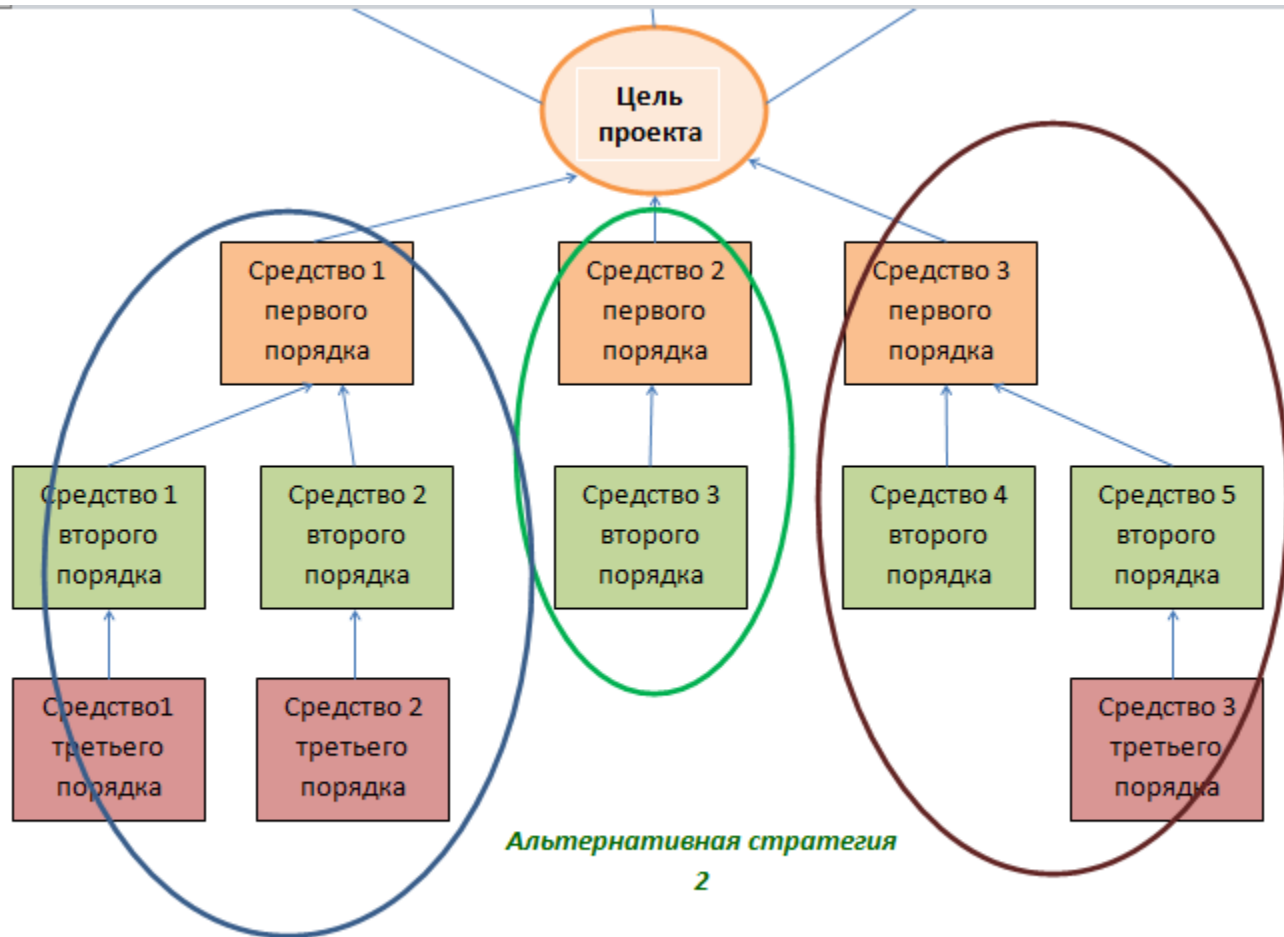 Цель
проекта
Средство 1
первого
порядка
Средство 2
первого
порядка
Средство 3
первого
порядка
Средство 1
второго
порядка
Средство 2
второго
порядка
Средство 3
второго
порядка
Средство 4
второго
порядка
Средство 5
второго
порядка
Средство1
третьего
порядка
Средство 2
третьего
порядка
Средство 3
третьего
порядка
Альтернативная стратегия
2